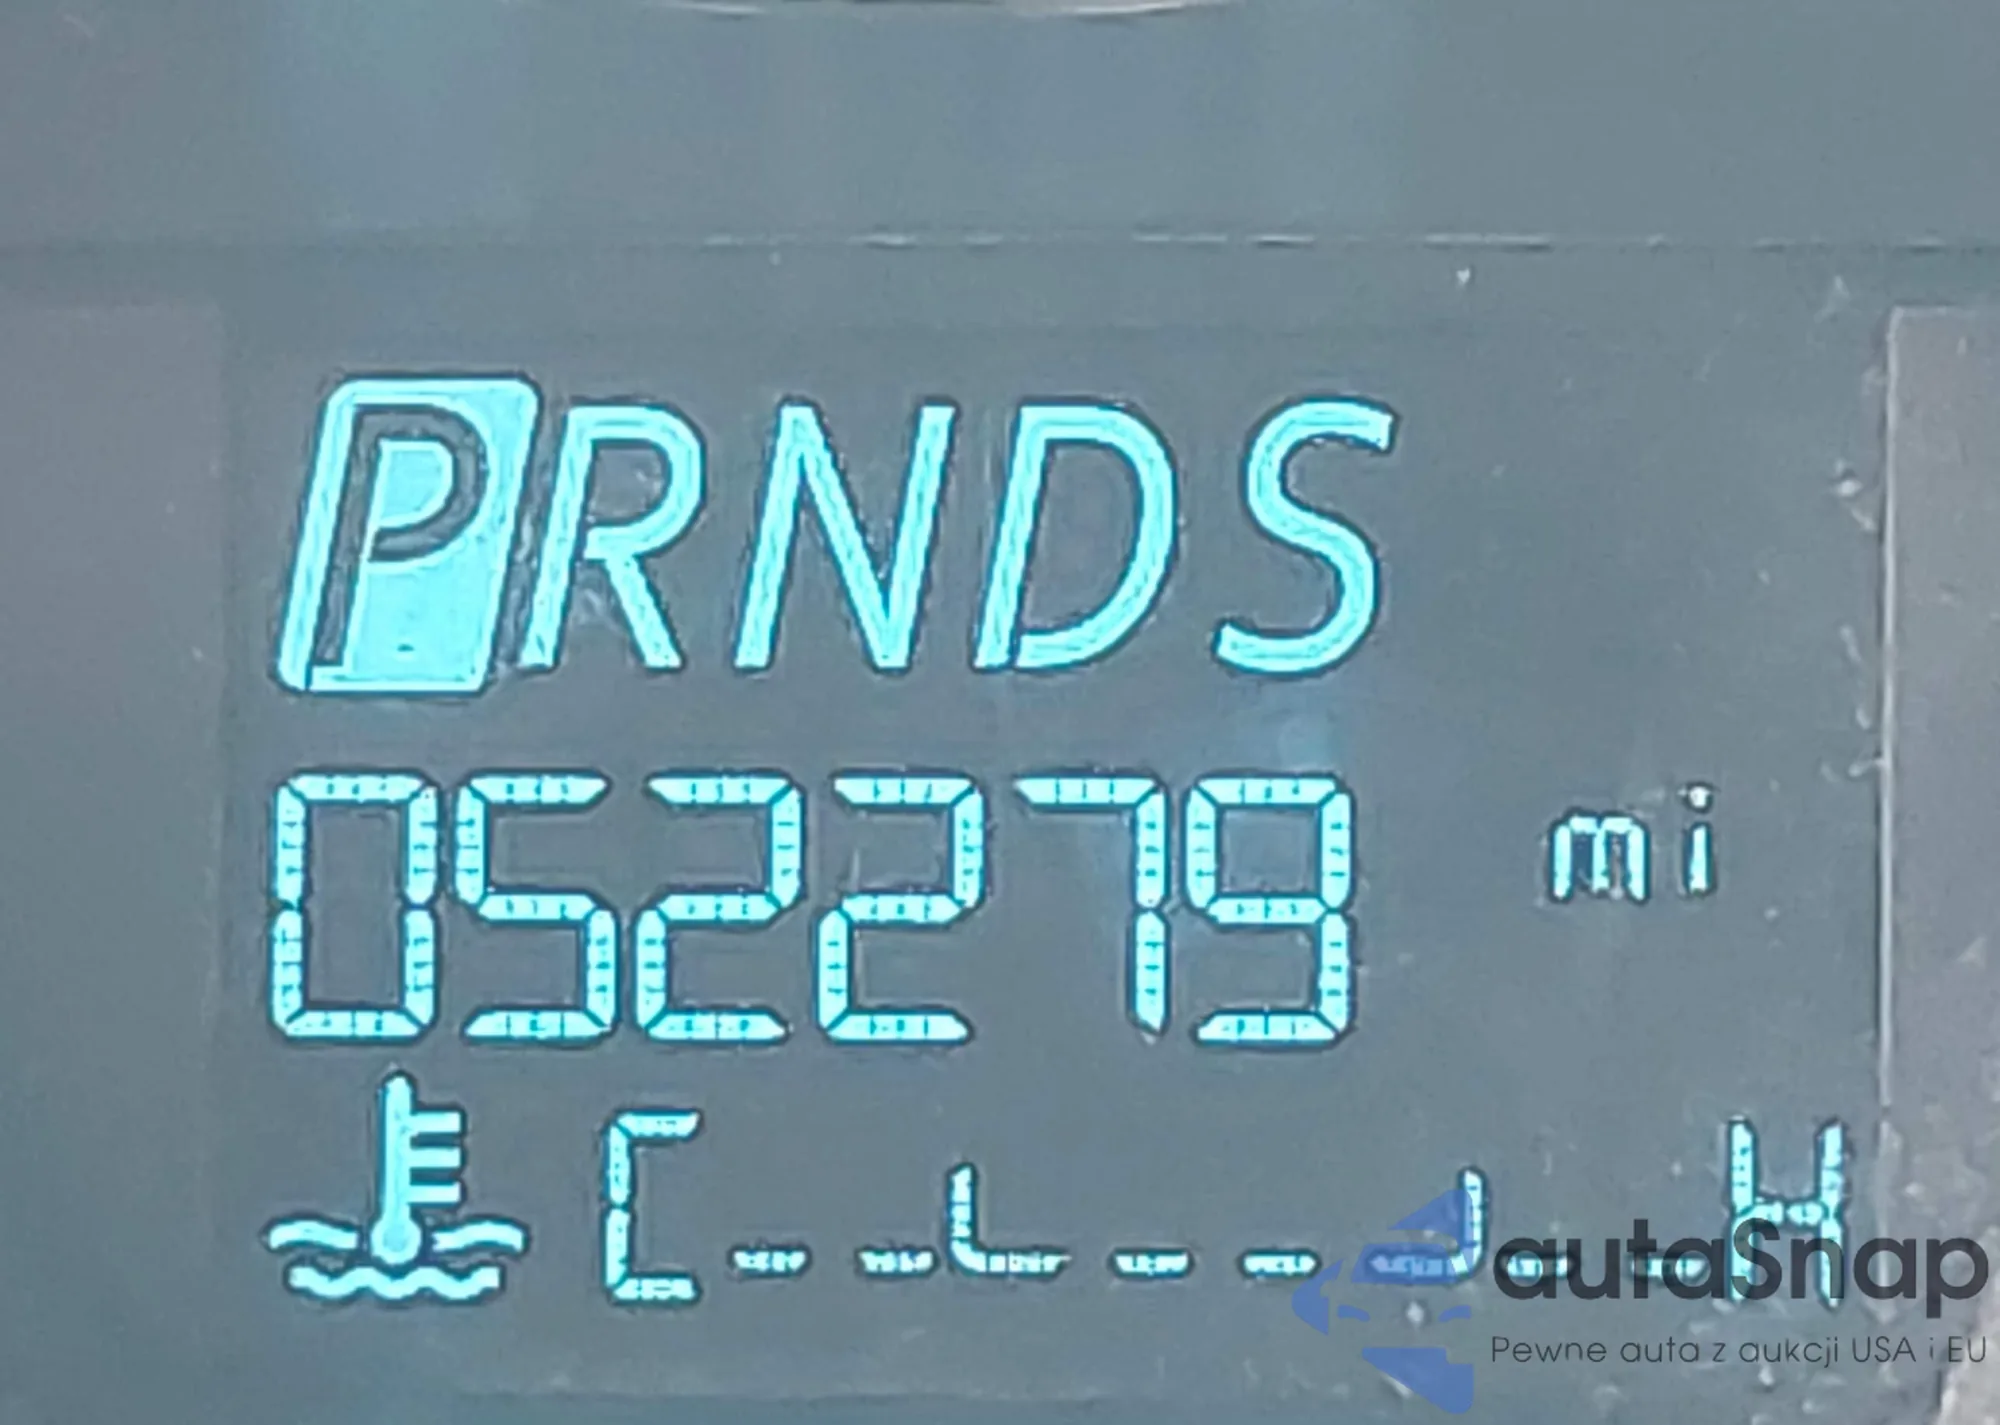 PRNDS
052279 mi
C H
autaSnap
Pewne auta z aukcji USA i EU